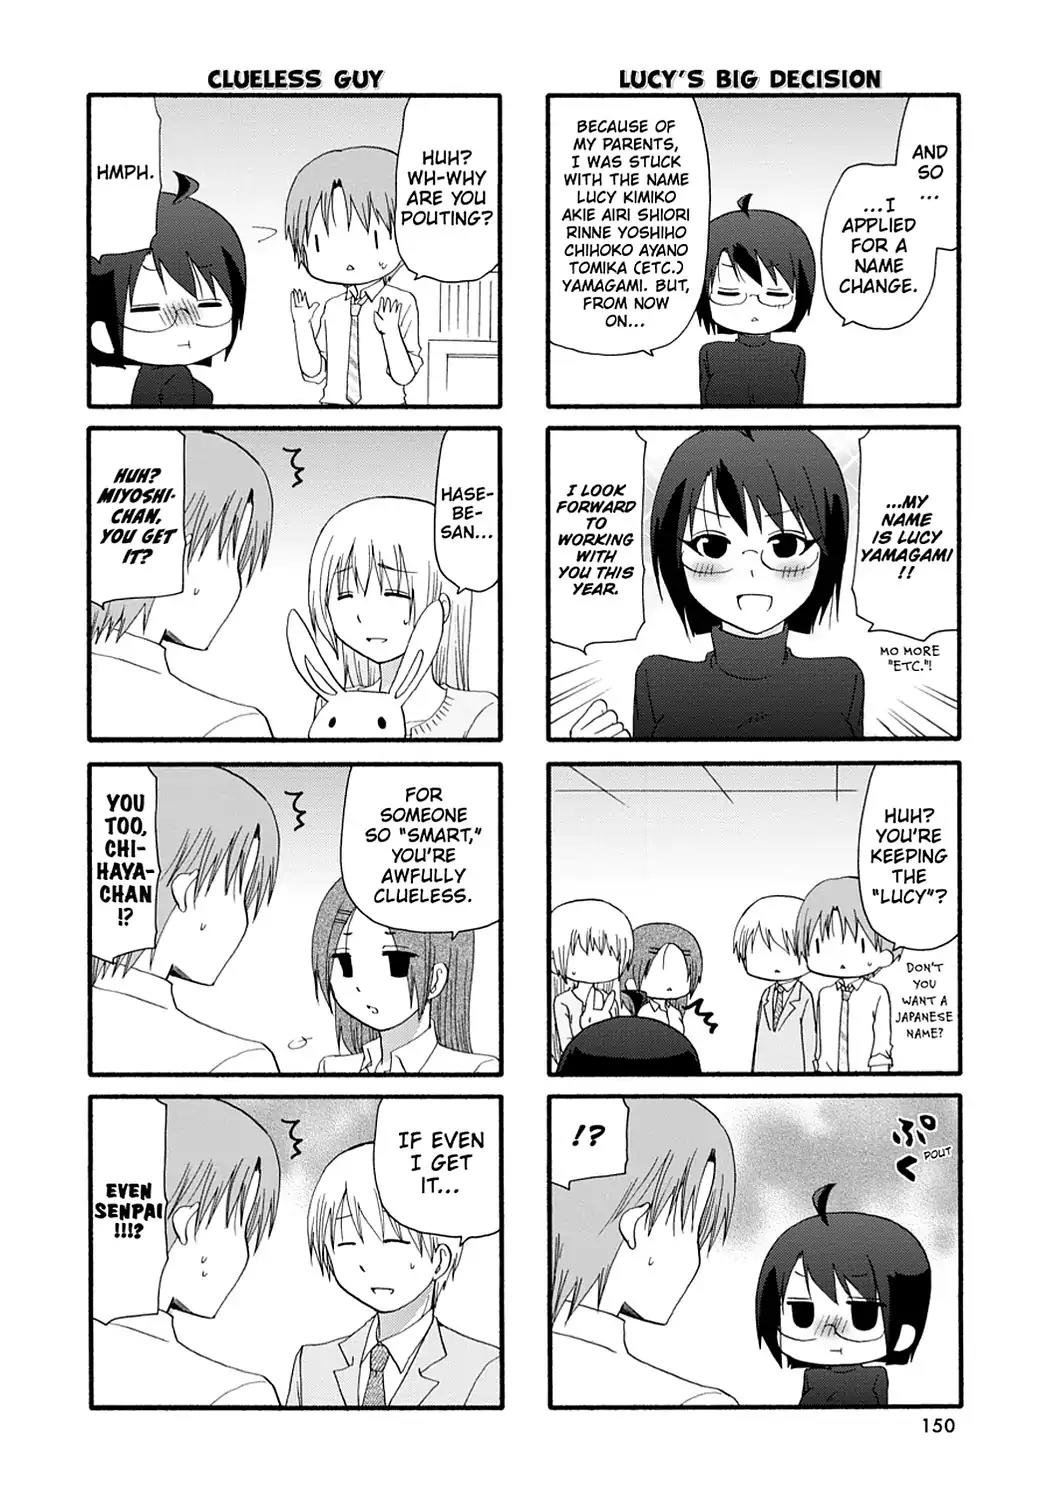 LUCY'S BIG DECISION
AND
SO
...
...I
APPLIED
FOR A
NAME
CHANGE.
BECAUSE OF
MY PARENTS,
I WAS STUCK
WITH THE NAME
LUCY KIMIKO
AKIE AIRI SHIORI
RINNE YOSHIHO
CHIHOKO AYANO
TOMIKA (ETC.)
YAMAGAMI. BUT,
FROM NOW
ON...
...MY
NAME
IS LUCY
YAMAGAMI
!!
MO MORE
"ETC."!
I LOOK
FORWARD
TO
WORKING
WITH
YOU THIS
YEAR.
HUH?
YOU'RE
KEEPING
THE
"LUCY"?
DON'T
YOU
WANT A
JAPANESE
NAME?
ぷく
POUT
!?
CLUELESS GUY
HUH?
WH-WHY
ARE YOU
POUTING?
HMPH.
HASE-
BE-
SAN...
HUH?
MIYOSHI-
CHAN,
YOU GET
IT?
FOR
SOMEONE
SO "SMART,"
YOU'RE
AWFULLY
CLUELESS.
YOU
TOO,
CHI-
HAYA-
CHAN
!?
IF EVEN
I GET
IT...
EVEN
SENPAI
!!!?
150